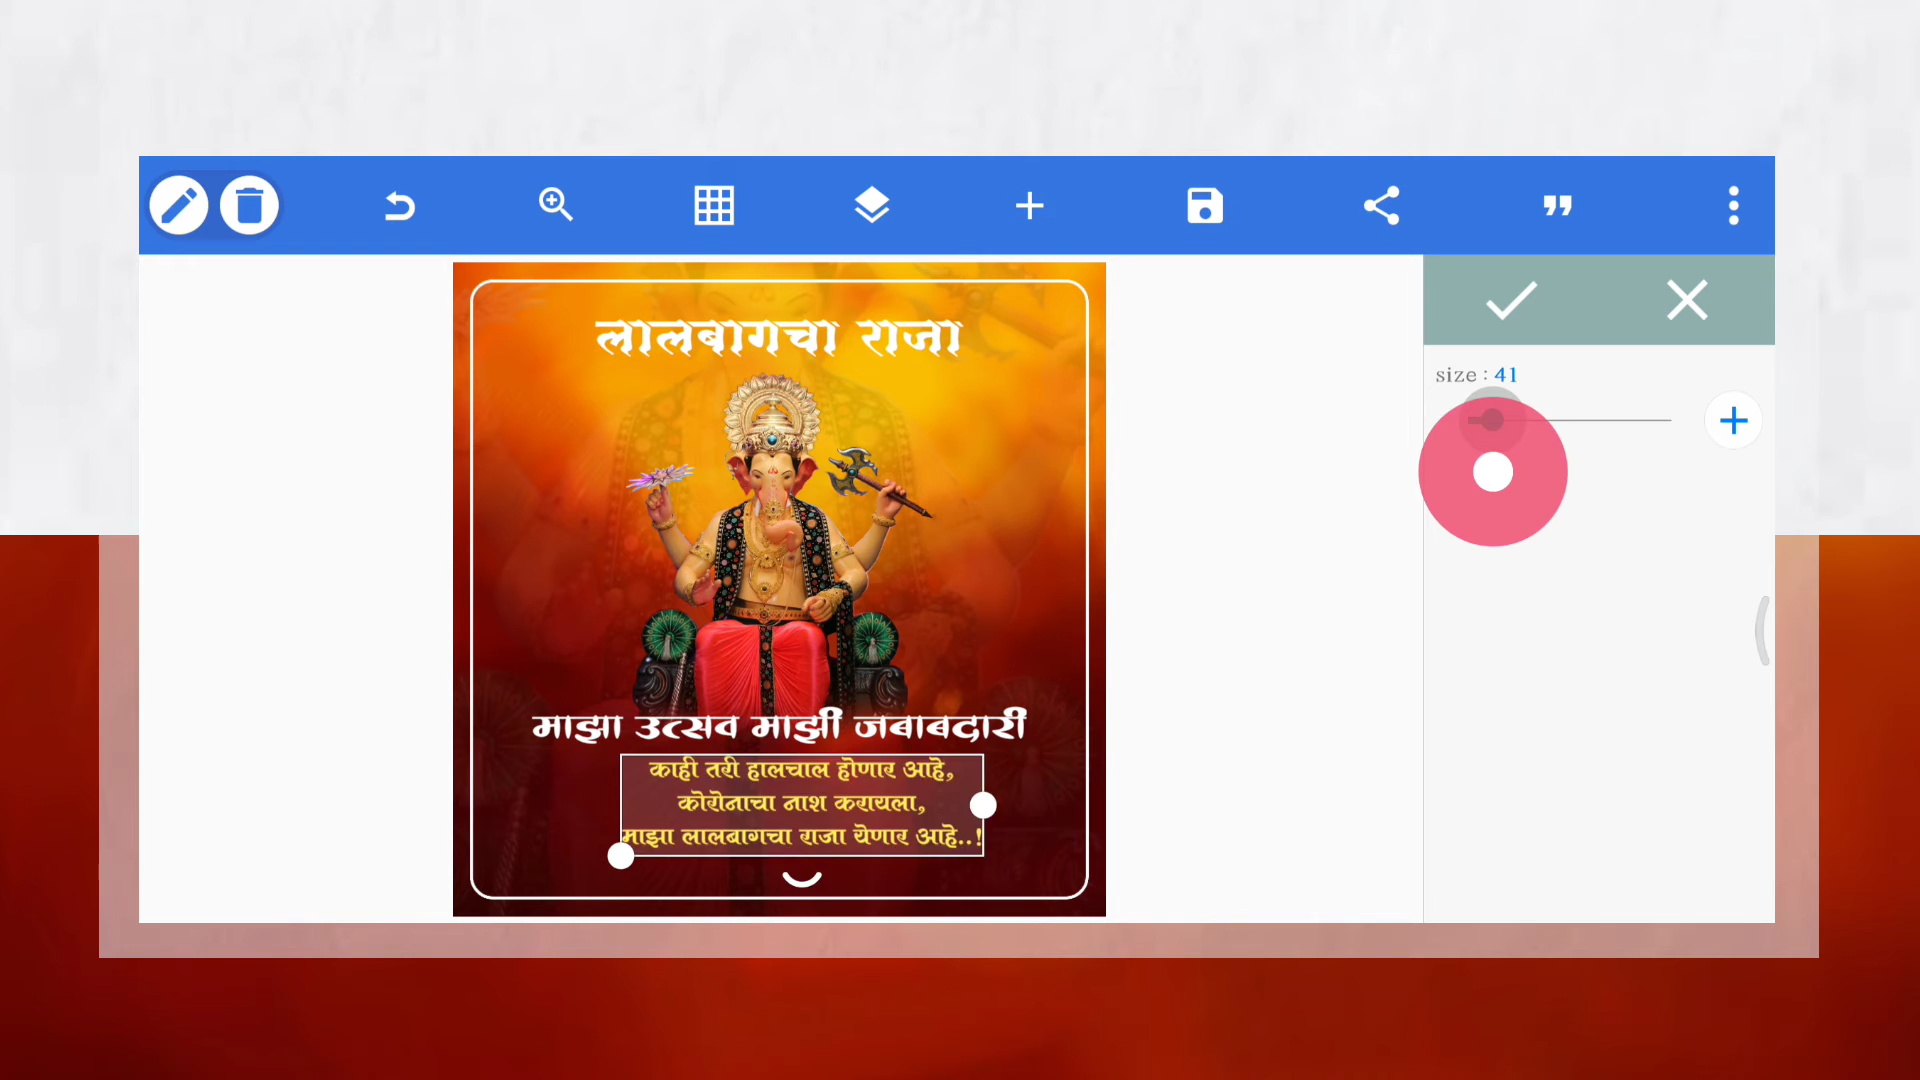 लालबागचा राजा
size : 41
माझा उत्सव माझी जबाबदारी
काही तरी हालचाल होणार आहे,
कोरोनाचा नाश करायला,
माझा लालबागचा राजा येणार आहे..!